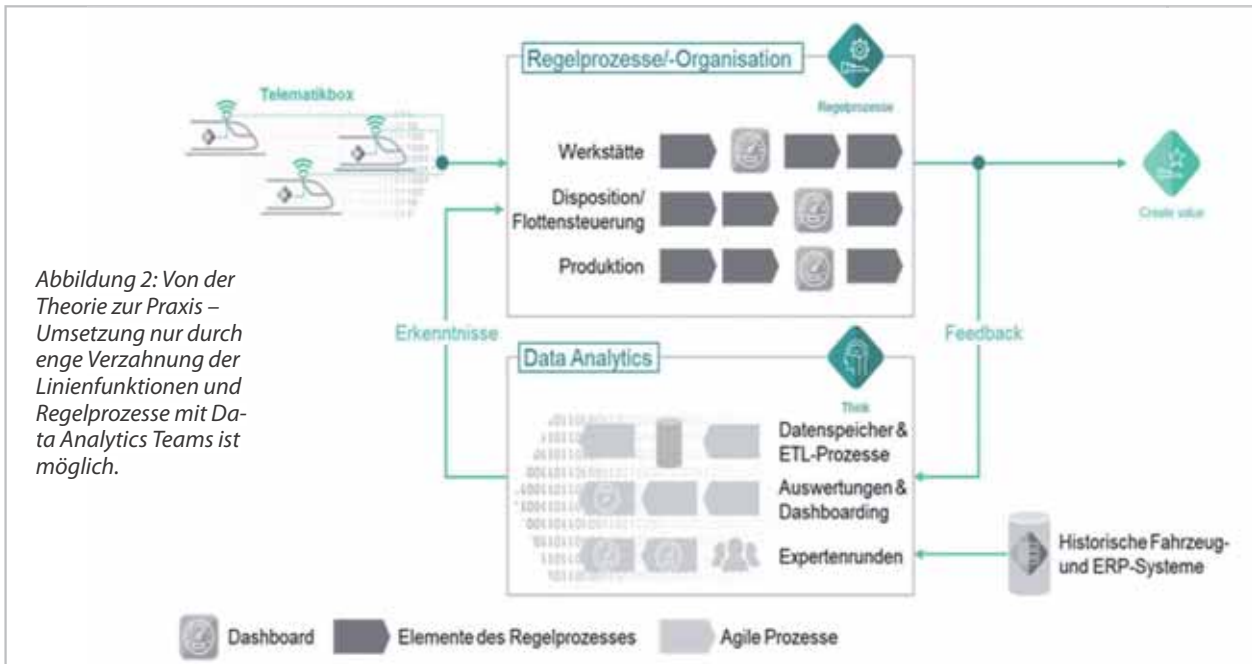 Regelprozesse/-Organisation
Regelprozesse
Telematikbox
Werkstätte
Disposition/
Flottensteuerung
Produktion
Create value
Abbildung 2: Von der
Theorie zur Praxis –
Umsetzung nur durch
enge Verzahnung der
Linienfunktionen und
Regelprozesse mit Da-
ta Analytics Teams ist
möglich.
Erkenntnisse
Feedback
Data Analytics
Think
Datenspeicher &
ETL-Prozesse
Auswertungen &
Dashboarding
Expertenrunden
Historische Fahrzeug-
und ERP-Systeme
Dashboard
Elemente des Regelprozesses
Agile Prozesse